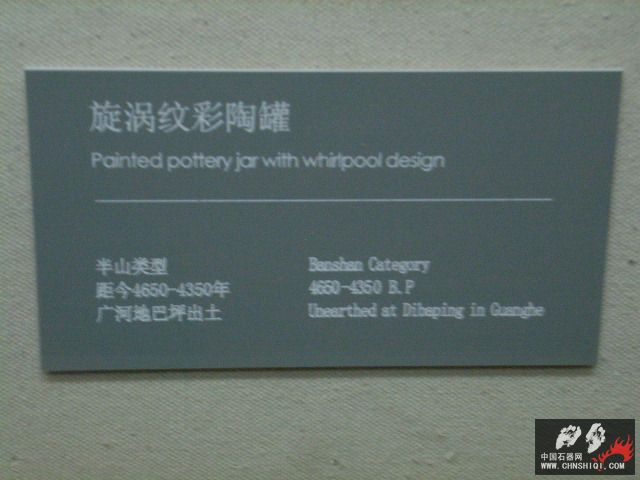 旋涡纹彩陶罐
Painted pottery jar with whirlpool design
半山类型
距今4650-4350年
广河地巴坪出土
Banshan Category
4650-4350 B.P
Unearthed at Dibaping in Guanghe
中国石器网
WWW.CHNSHIQI.COM